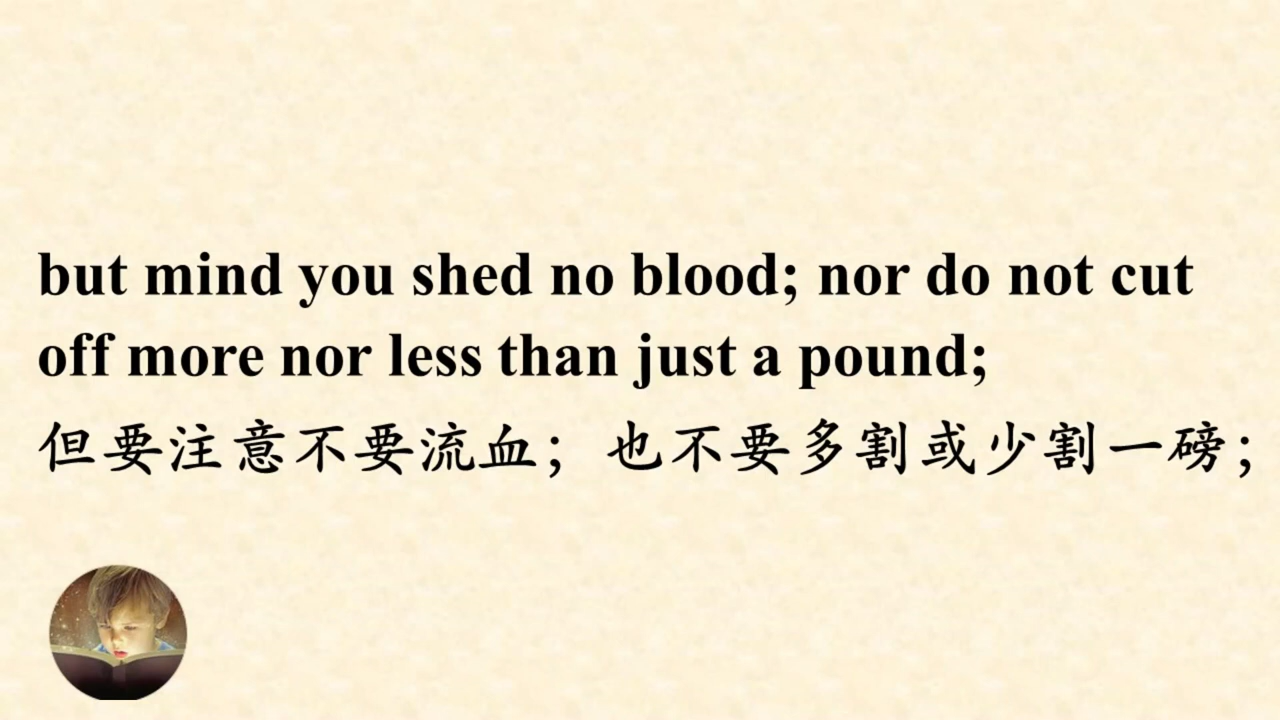 but mind you shed no blood; nor do not cut
off more nor less than just a pound;
但要注意不要流血；也不要多割或少割一磅；